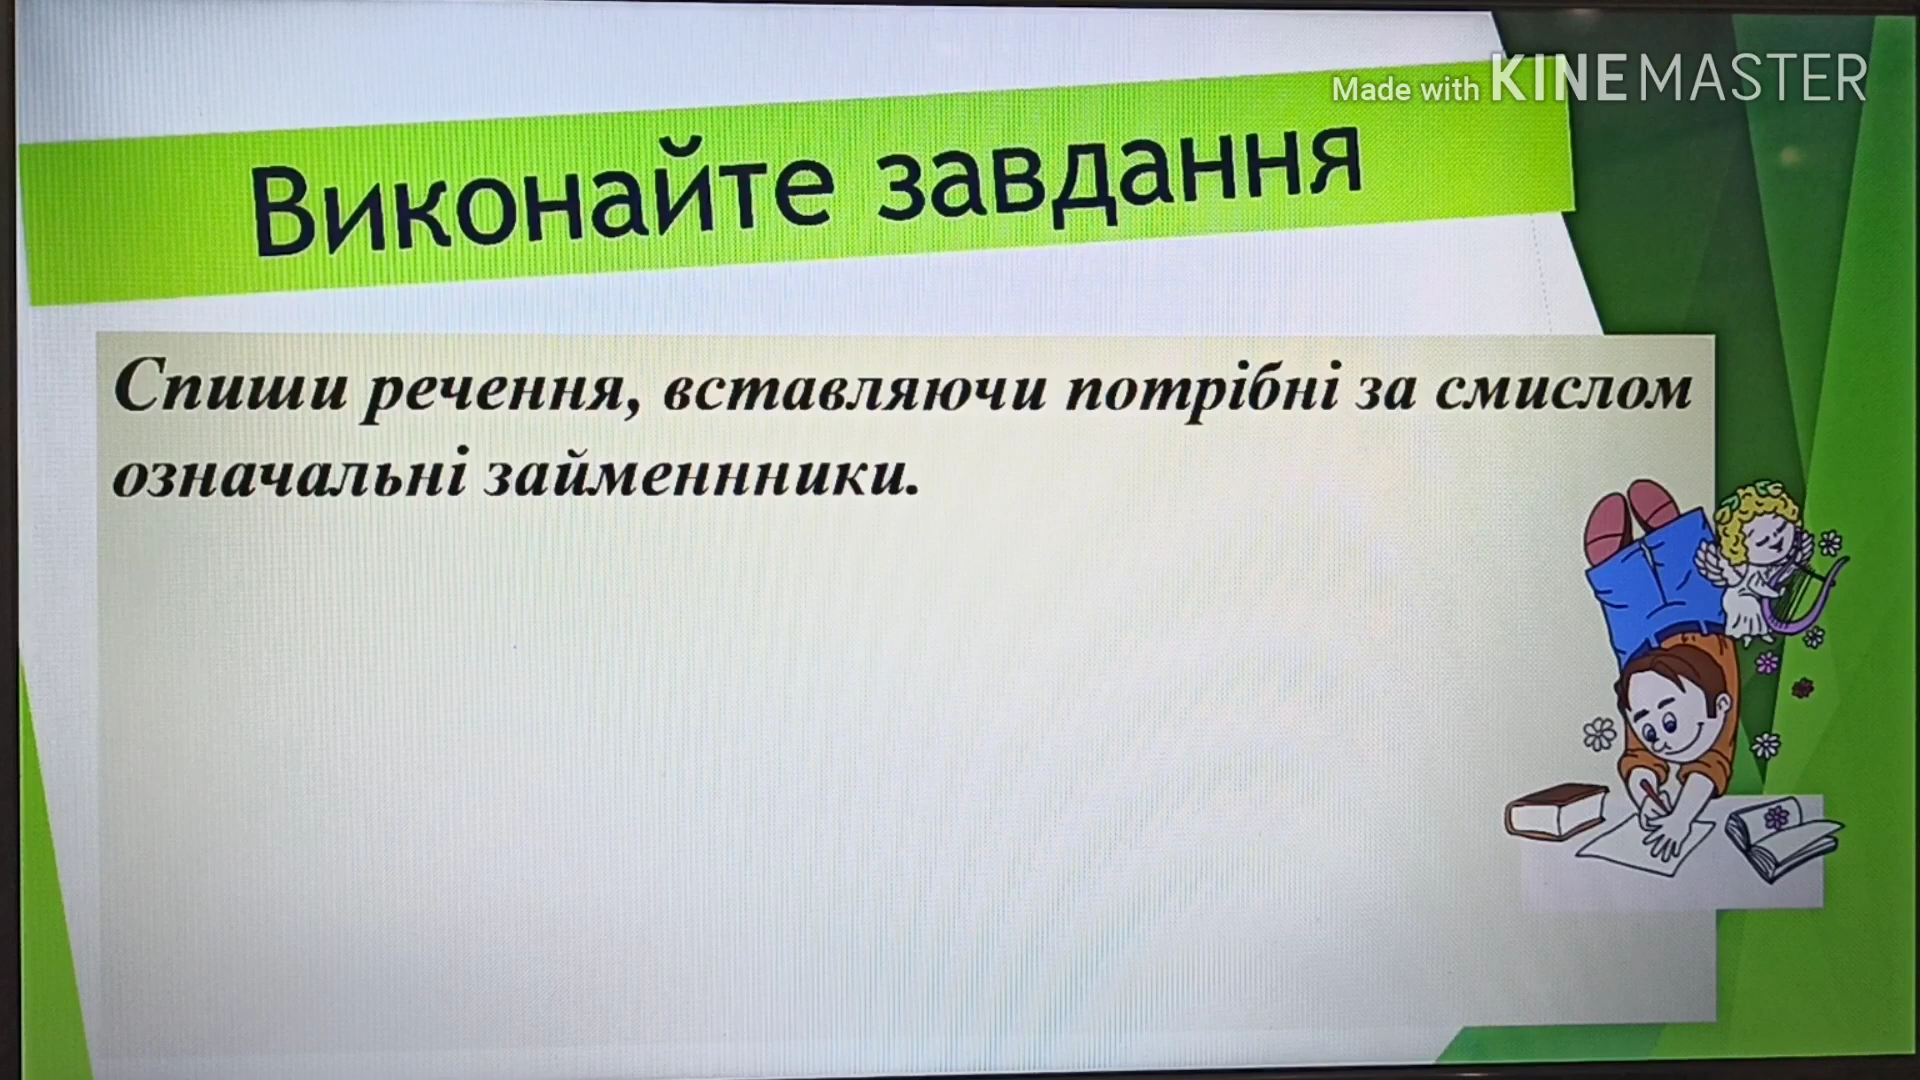 Made with KINEMASTER
Виконайте завдання
Спиши речення, вставляючи потрібні за смислом
означальні займеннники.